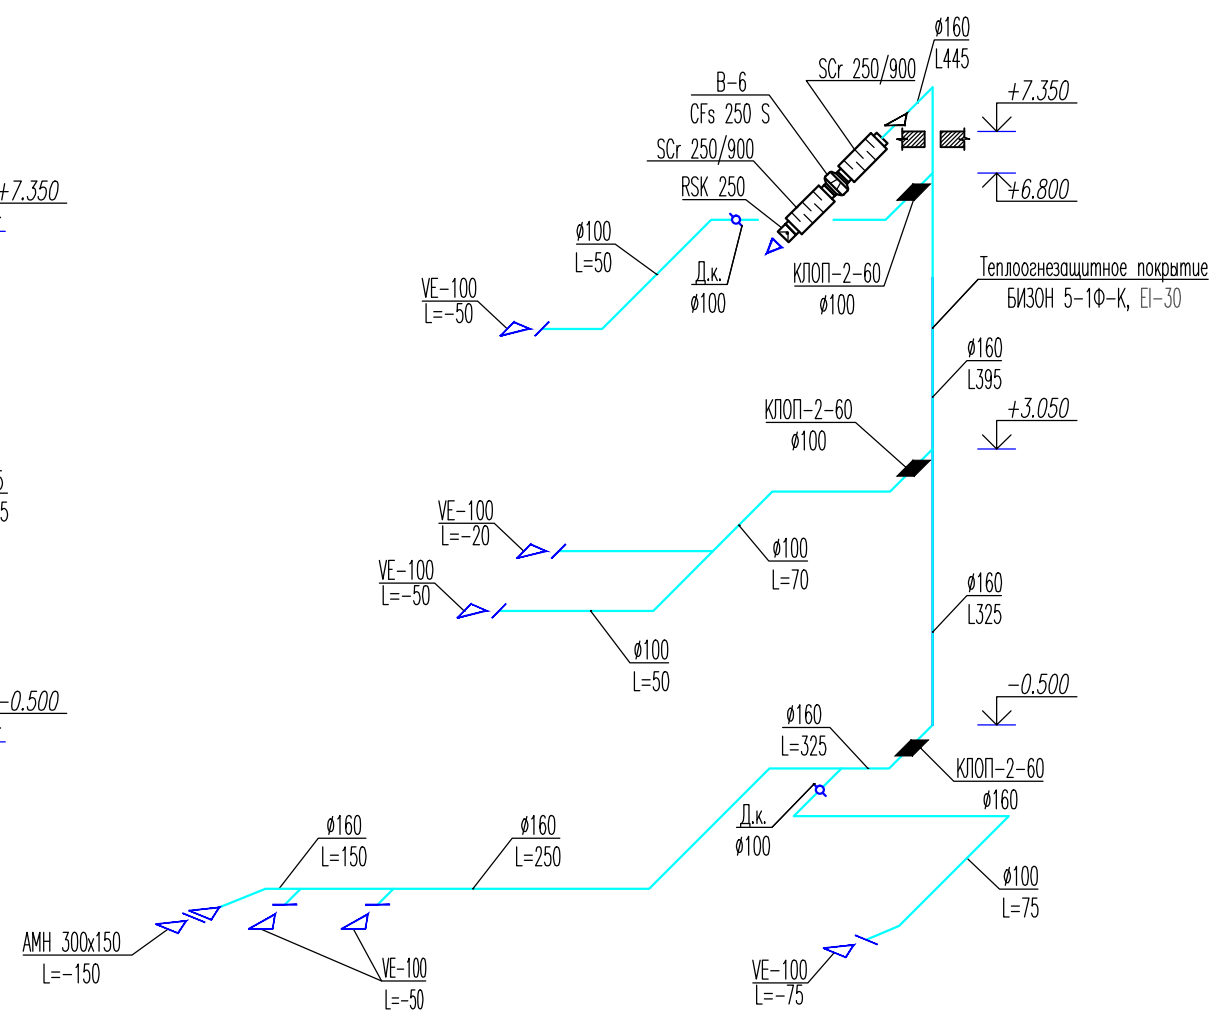 ø160
L445
SCr 250/900
B-6
CFs 250 S
+7.350
SCr 250/900
RSK 250
+7.350
+6.800
ø100
L=50
Д.к.
ø100
КЛОП-2-60
ø100
Теплоогнезащитное покрытие
БИЗОН 5-1Ф-К, EI-30
VE-100
L=-50
ø160
L395
КЛОП-2-60
ø100
+3.050
5
VE-100
L=-20
ø100
L=70
VE-100
L=-50
ø160
L325
ø100
L=50
-0.500
-0.500
ø160
L=325
КЛОП-2-60
ø160
Д.к.
ø100
ø160
L=150
ø160
L=250
ø100
L=75
АМН 300x150
L=-150
VE-100
L=-50
VE-100
L=-75